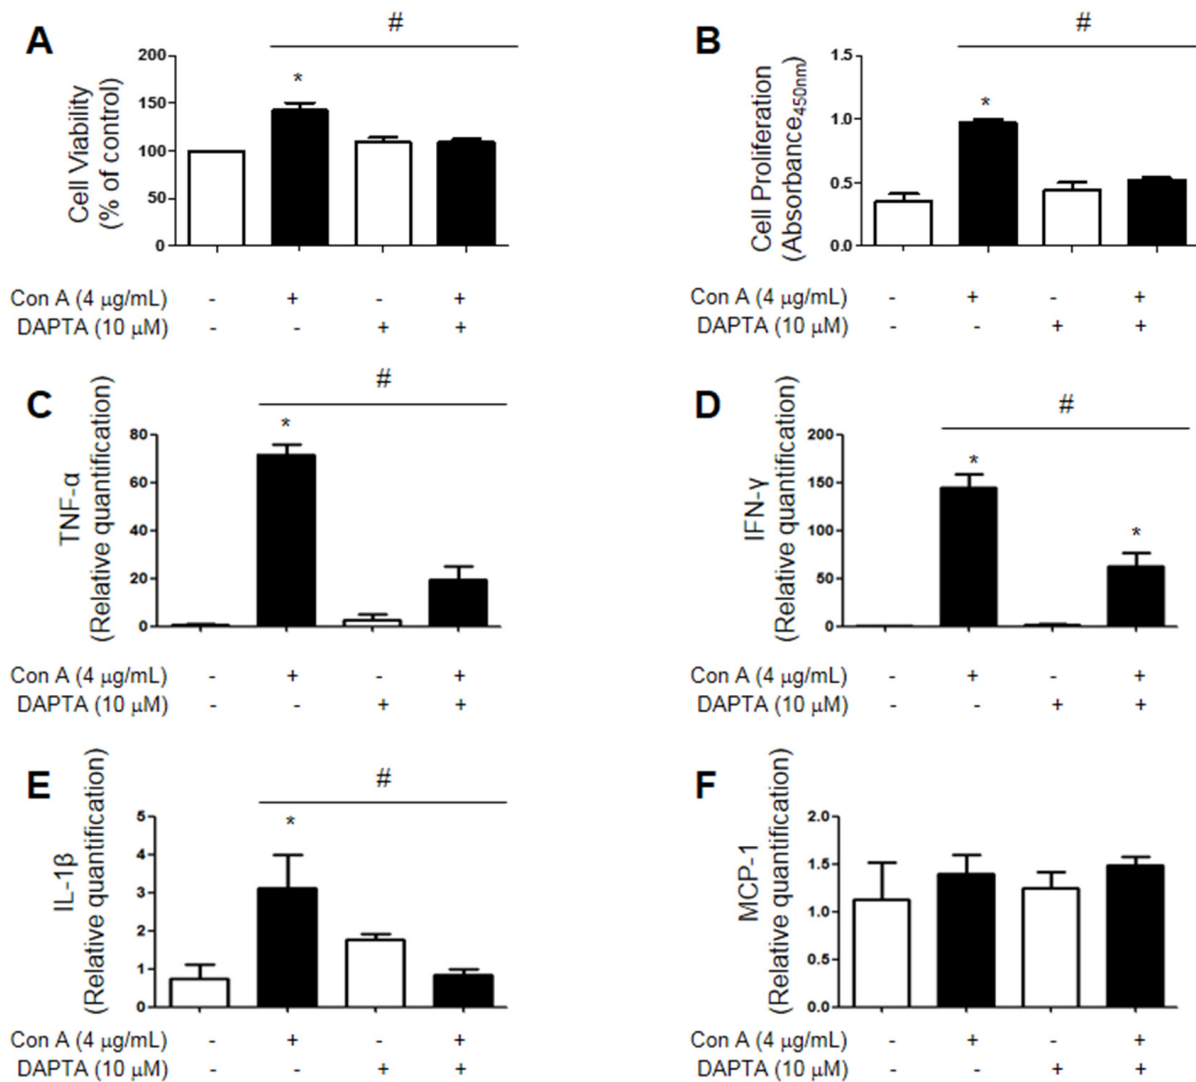 A
#
Cell Viability
(% of control)
200
150
100
50
0
*
Con A (4 μg/mL) - + - +
DAPTA (10 μM) - - + +
B
#
Cell Proliferation
(Absorbance450nm)
1.5
1.0
0.5
0.0
*
Con A (4 μg/mL) - + - +
DAPTA (10 μM) - - + +
C
#
TNF-α
(Relative quantification)
80
60
40
20
0
*
Con A (4 μg/mL) - + - +
DAPTA (10 μM) - - + +
D
#
IFN-γ
(Relative quantification)
200
150
100
50
0
*
*
Con A (4 μg/mL) - + - +
DAPTA (10 μM) - - + +
E
#
IL-1β
(Relative quantification)
5
4
3
2
1
0
*
Con A (4 μg/mL) - + - +
DAPTA (10 μM) - - + +
F
MCP-1
(Relative quantification)
2.0
1.5
1.0
0.5
0.0
Con A (4 μg/mL) - + - +
DAPTA (10 μM) - - + +